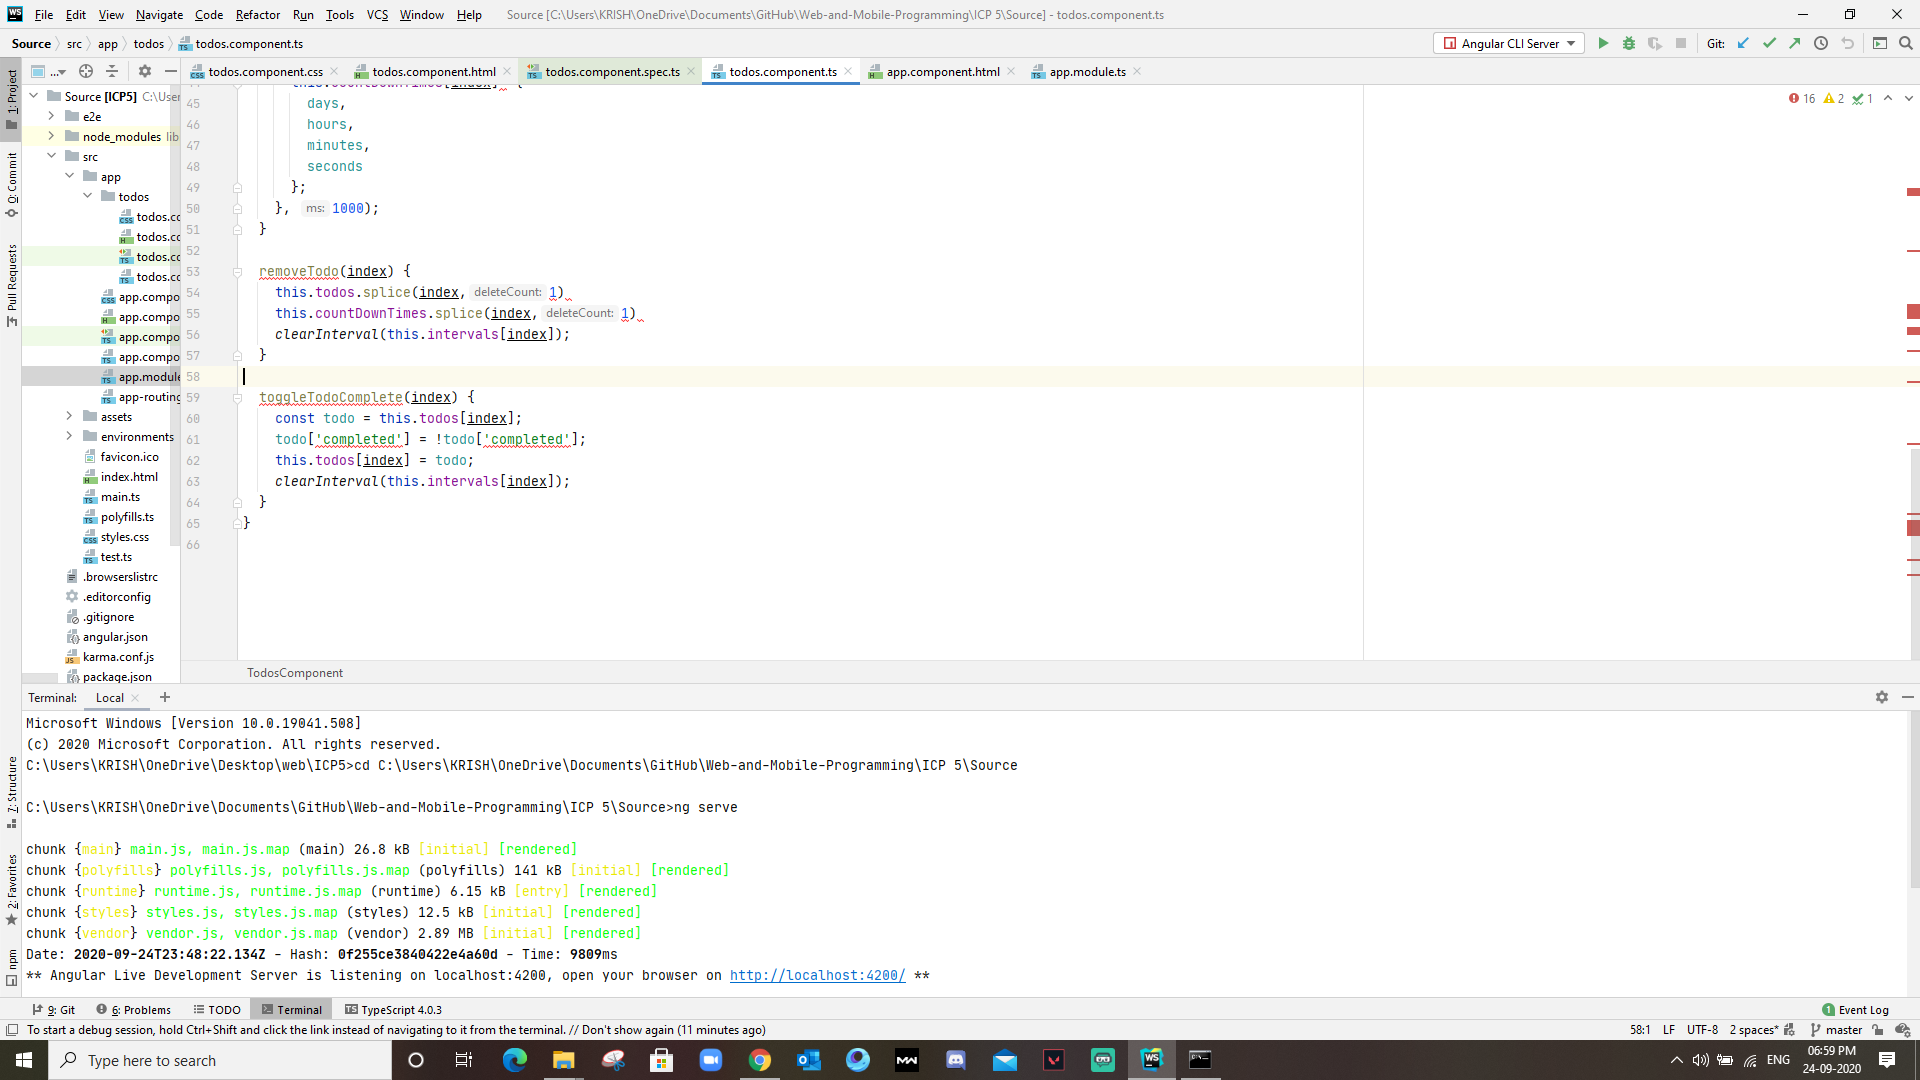 WS File Edit View Navigate Code Refactor Run Tools VCS Window Help Source [C:\Users\KRISH\OneDrive\Documents\GitHub\Web-and-Mobile-Programming\ICP 5\Source] - todos.component.ts
Source src app todos todos.component.ts Angular CLI Server Git:
... todos.component.css todos.component.html todos.component.spec.ts todos.component.ts app.component.html app.module.ts
1: Project
0: Commit
Pull Requests
7: Structure
2: Favorites
npm
Source [ICP5] C:\User
e2e
node_modules lib
src
app
todos
todos.co
todos.co
todos.co
todos.co
app.compo
app.compo
app.compo
app.compo
app.module
app-routing
assets
environments
favicon.ico
index.html
main.ts
polyfills.ts
styles.css
test.ts
.browserslistrc
.editorconfig
.gitignore
angular.json
karma.conf.js
package.json
16 2 1
45 days,
46 hours,
47 minutes,
48 seconds
49 };
50 }, ms: 1000);
51 }
52
53 removeTodo(index) {
54 this.todos.splice(index, deleteCount: 1)
55 this.countDownTimes.splice(index, deleteCount: 1)
56 clearInterval(this.intervals[index]);
57 }
58
59 toggleTodoComplete(index) {
60 const todo = this.todos[index];
61 todo['completed'] = !todo['completed'];
62 this.todos[index] = todo;
63 clearInterval(this.intervals[index]);
64 }
65 }
66
TodosComponent
Terminal: Local
Microsoft Windows [Version 10.0.19041.508]
(c) 2020 Microsoft Corporation. All rights reserved.
C:\Users\KRISH\OneDrive\Desktop\web\ICP5>cd C:\Users\KRISH\OneDrive\Documents\GitHub\Web-and-Mobile-Programming\ICP 5\Source
C:\Users\KRISH\OneDrive\Documents\GitHub\Web-and-Mobile-Programming\ICP 5\Source>ng serve
chunk {main} main.js, main.js.map (main) 26.8 kB [initial] [rendered]
chunk {polyfills} polyfills.js, polyfills.js.map (polyfills) 141 kB [initial] [rendered]
chunk {runtime} runtime.js, runtime.js.map (runtime) 6.15 kB [entry] [rendered]
chunk {styles} styles.js, styles.js.map (styles) 12.5 kB [initial] [rendered]
chunk {vendor} vendor.js, vendor.js.map (vendor) 2.89 MB [initial] [rendered]
Date: 2020-09-24T23:48:22.134Z - Hash: 0f255ce3840422e4a60d - Time: 9809ms
** Angular Live Development Server is listening on localhost:4200, open your browser on http://localhost:4200/ **
9: Git 6: Problems TODO Terminal TypeScript 4.0.3 1 Event Log
To start a debug session, hold Ctrl+Shift and click the link instead of navigating to it from the terminal. // Don't show again (11 minutes ago) 58:1 LF UTF-8 2 spaces* master
Type here to search ENG 06:59 PM
24-09-2020